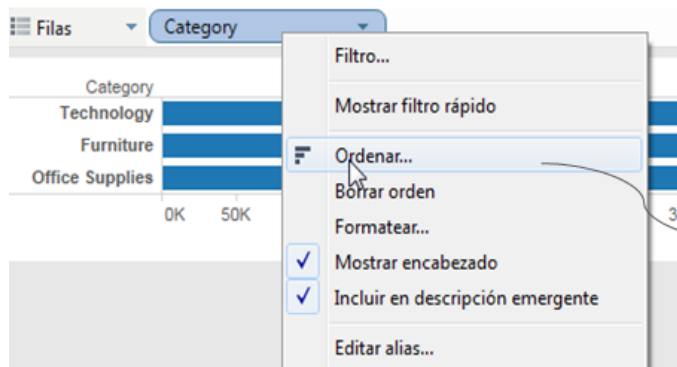 Filas
Category
Filtro...
Category
Mostrar filtro rápido
Technology
Furniture
Ordenar...
Office Supplies
Borrar orden
0K 50K 3
Formatear...
Mostrar encabezado
Incluir en descripción emergente
Editar alias...